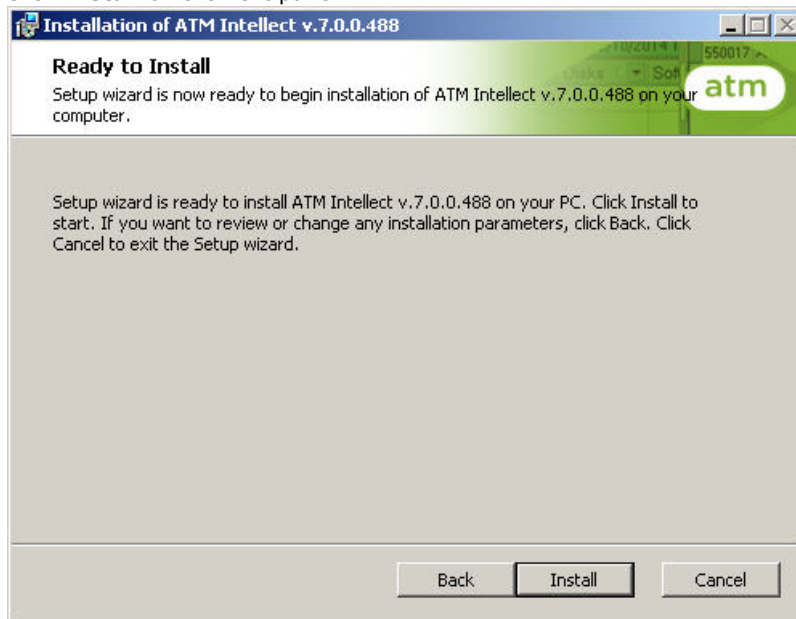 Installation of ATM Intellect v.7.0.0.488
Ready to Install
Setup wizard is now ready to begin installation of ATM Intellect v.7.0.0.488 on your
computer.
550017
atm
Setup wizard is ready to install ATM Intellect v.7.0.0.488 on your PC. Click Install to
start. If you want to review or change any installation parameters, click Back. Click
Cancel to exit the Setup wizard.
Back Install Cancel